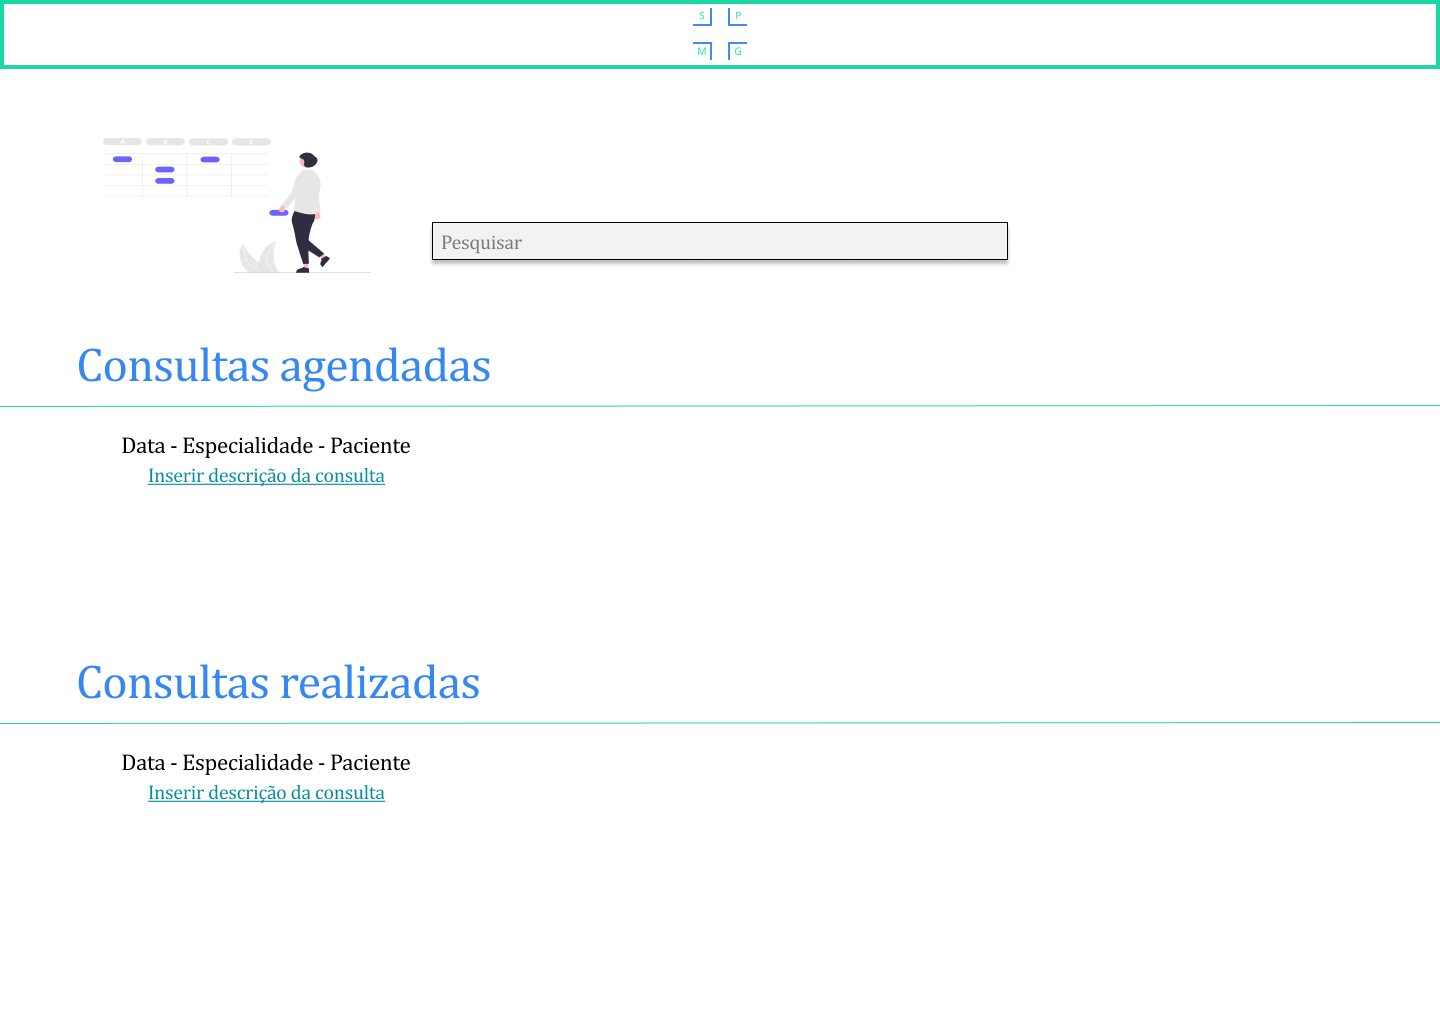 S P
M G
Pesquisar
Consultas agendadas
Data - Especialidade - Paciente
Inserir descrição da consulta
Consultas realizadas
Data - Especialidade - Paciente
Inserir descrição da consulta